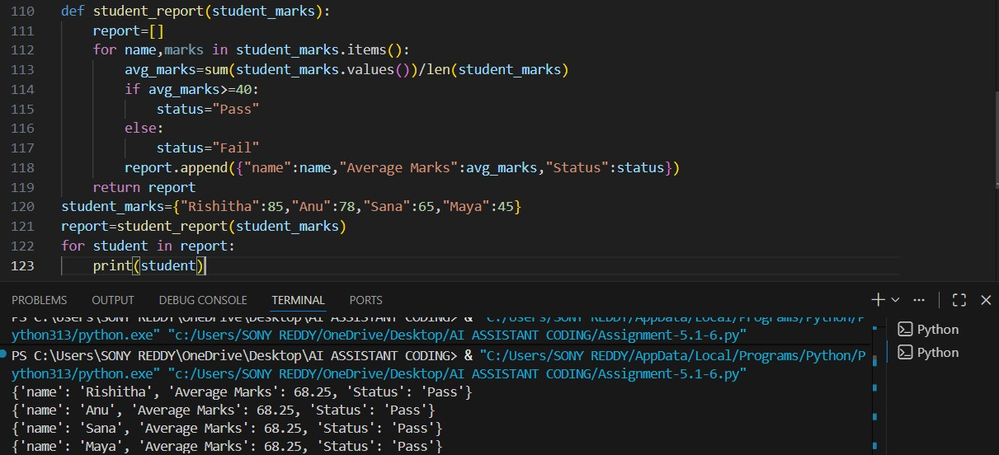 110 def student_report(student_marks):
111     report=[]
112     for name,marks in student_marks.items():
113         avg_marks=sum(student_marks.values())/len(student_marks)
114         if avg_marks>=40:
115             status="Pass"
116         else:
117             status="Fail"
118         report.append({"name":name,"Average Marks":avg_marks,"Status":status})
119     return report
120 student_marks={"Rishitha":85,"Anu":78,"Sana":65,"Maya":45}
121 report=student_report(student_marks)
122 for student in report:
123     print(student)
PROBLEMS OUTPUT DEBUG CONSOLE TERMINAL PORTS
PS C:\Users\SONY REDDY\OneDrive\Desktop\AI ASSISTANT CODING> & "C:/Users/SONY REDDY/AppData/Local/Programs/Python/P
ython313/python.exe" "c:/Users/SONY REDDY/OneDrive/Desktop/AI ASSISTANT CODING/Assignment-5.1-6.py"
PS C:\Users\SONY REDDY\OneDrive\Desktop\AI ASSISTANT CODING> & "C:/Users/SONY REDDY/AppData/Local/Programs/Python/P
ython313/python.exe" "c:/Users/SONY REDDY/OneDrive/Desktop/AI ASSISTANT CODING/Assignment-5.1-6.py"
{'name': 'Rishitha', 'Average Marks': 68.25, 'Status': 'Pass'}
{'name': 'Anu', 'Average Marks': 68.25, 'Status': 'Pass'}
{'name': 'Sana', 'Average Marks': 68.25, 'Status': 'Pass'}
{'name': 'Maya', 'Average Marks': 68.25, 'Status': 'Pass'}
Python
Python